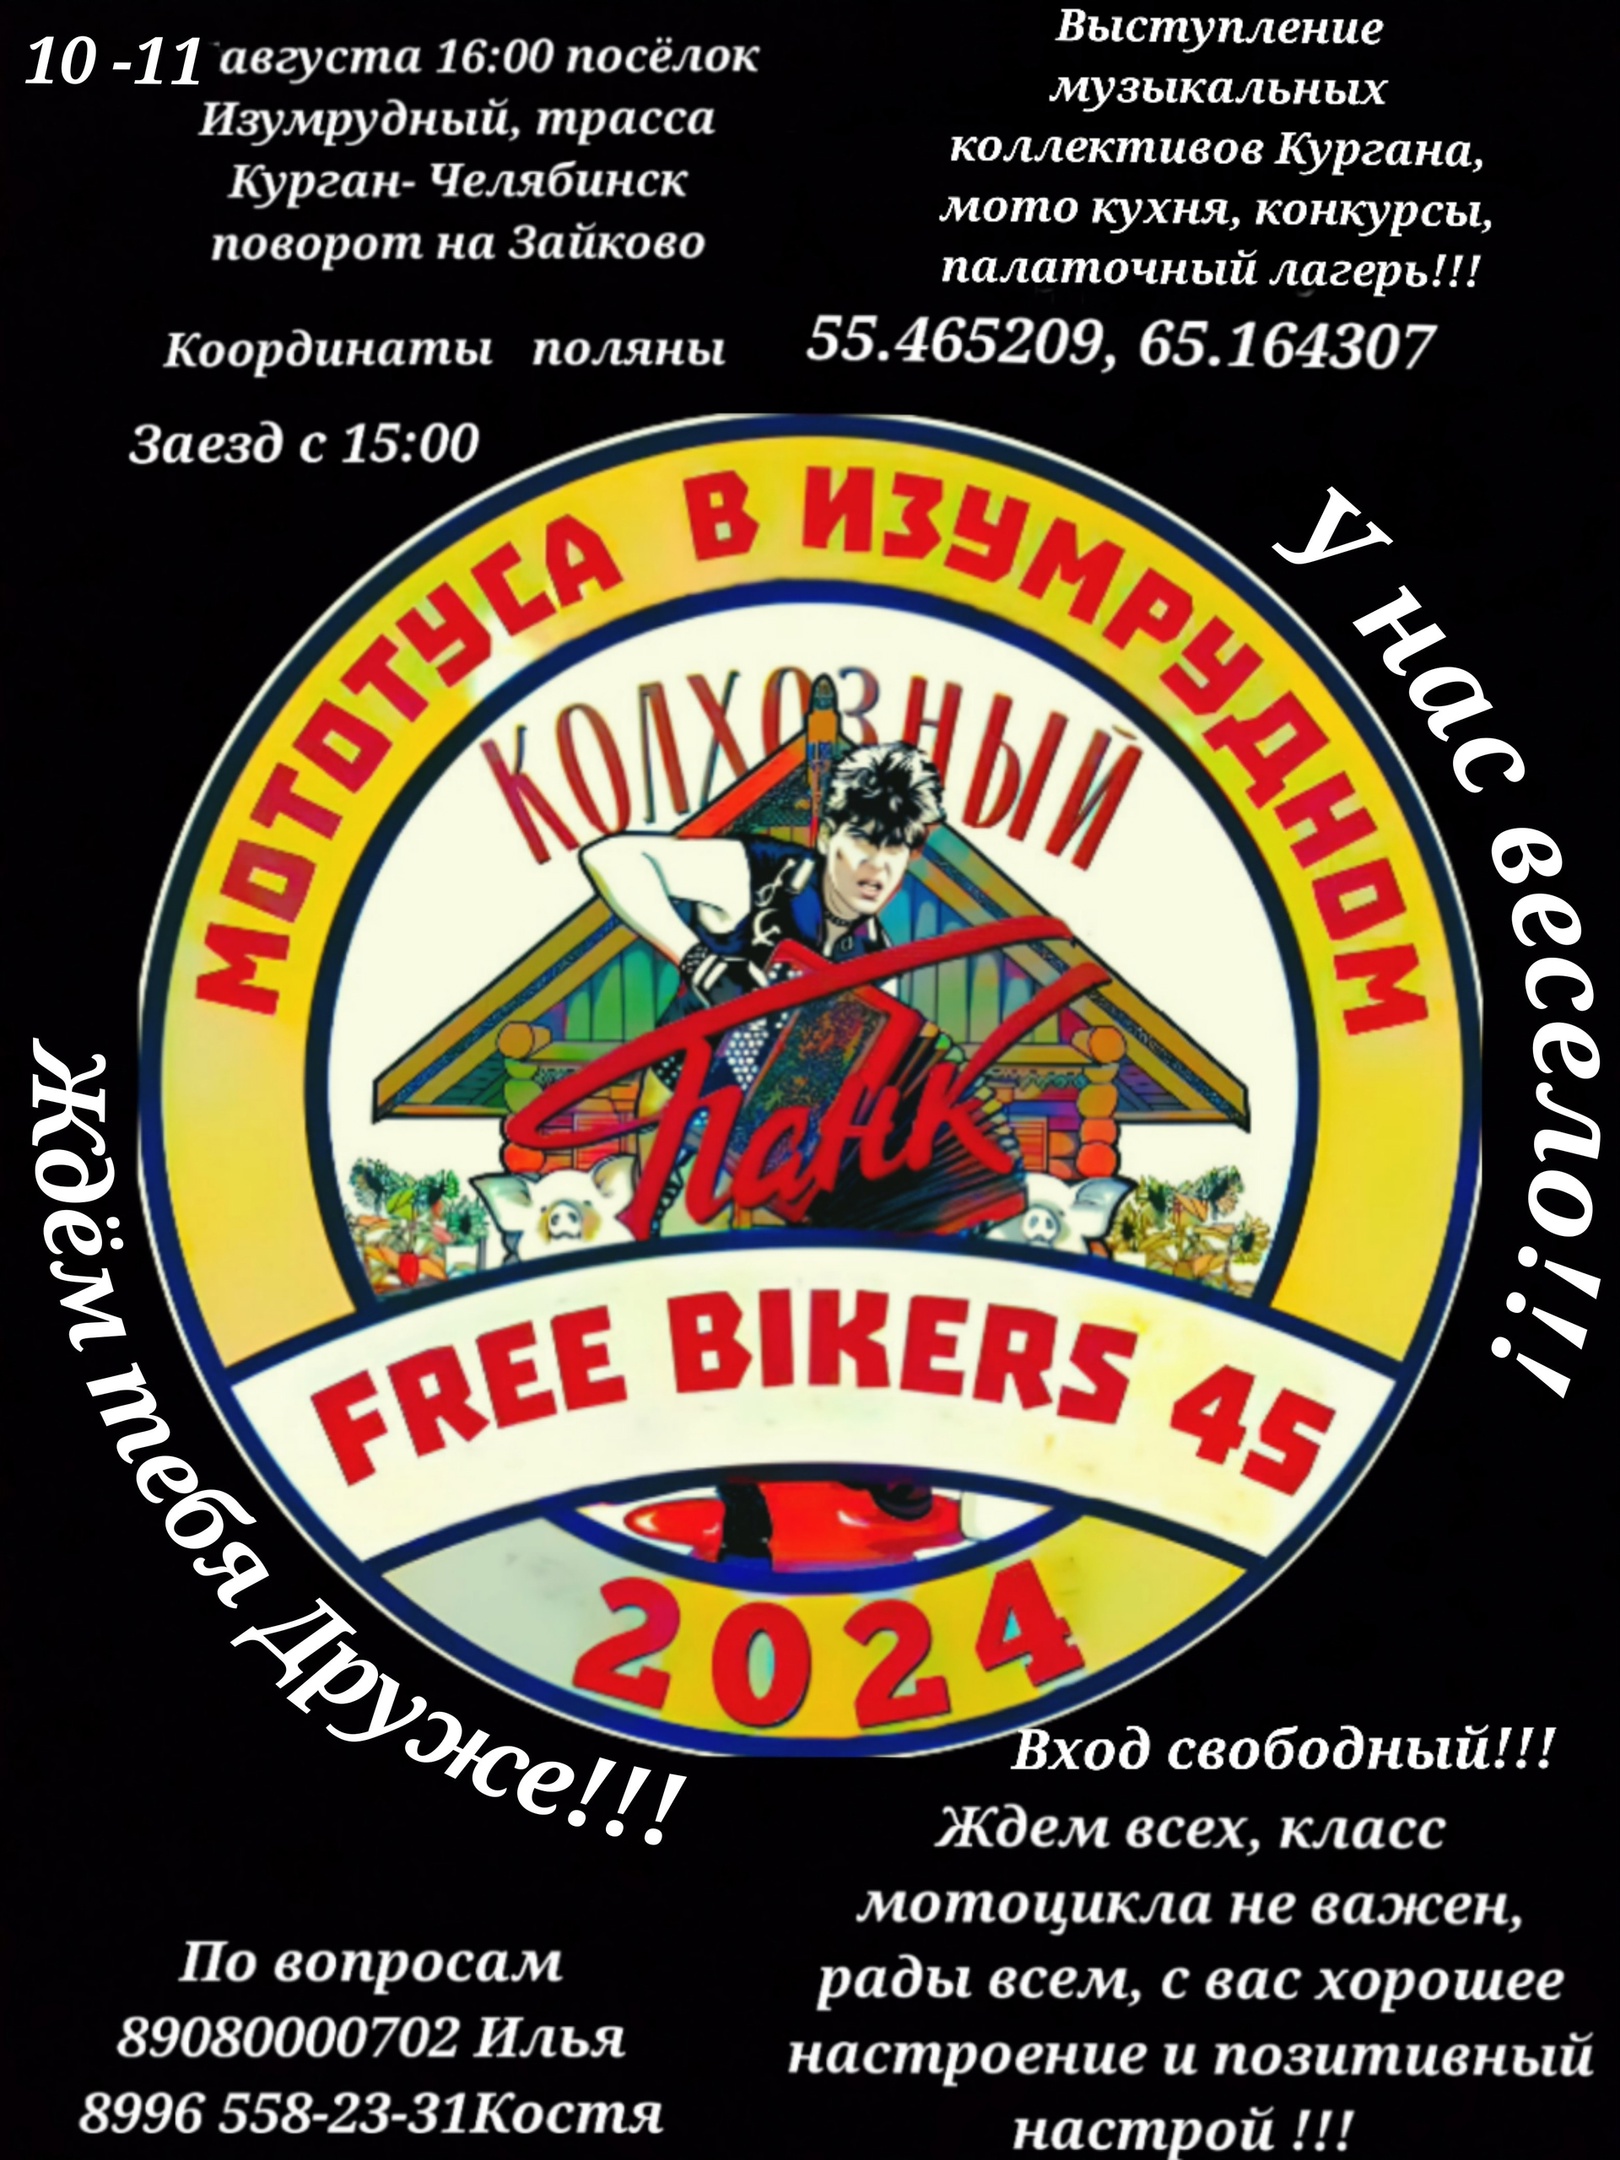 10 -11 августа 16:00 посёлок
Изумрудный, трасса
Курган- Челябинск
поворот на Зайково
Выступление
музыкальных
коллективов Кургана,
мото кухня, конкурсы,
палаточный лагерь!!!
Координаты поляны 55.465209, 65.164307
Заезд с 15:00
МОТОТУСА В ИЗУМРУДНОМ
У нас весело!!!
КОЛХОЗНЫЙ
Панк
FREE BIKERS 45
2024
Ждём тебя Друже!!!
Вход свободный!!!
Ждем всех, класс
мотоцикла не важен,
рады всем, с вас хорошее
настроение и позитивный
настрой !!!
По вопросам
89080000702 Илья
8996 558-23-31Костя